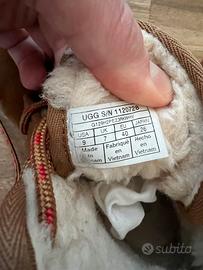 UGG S/N 1120726
USA UK EU JAPAN
9 7 40 26
Made in Vietnam
Fabriqué en Vietnam
Hecho en Vietnam
subito